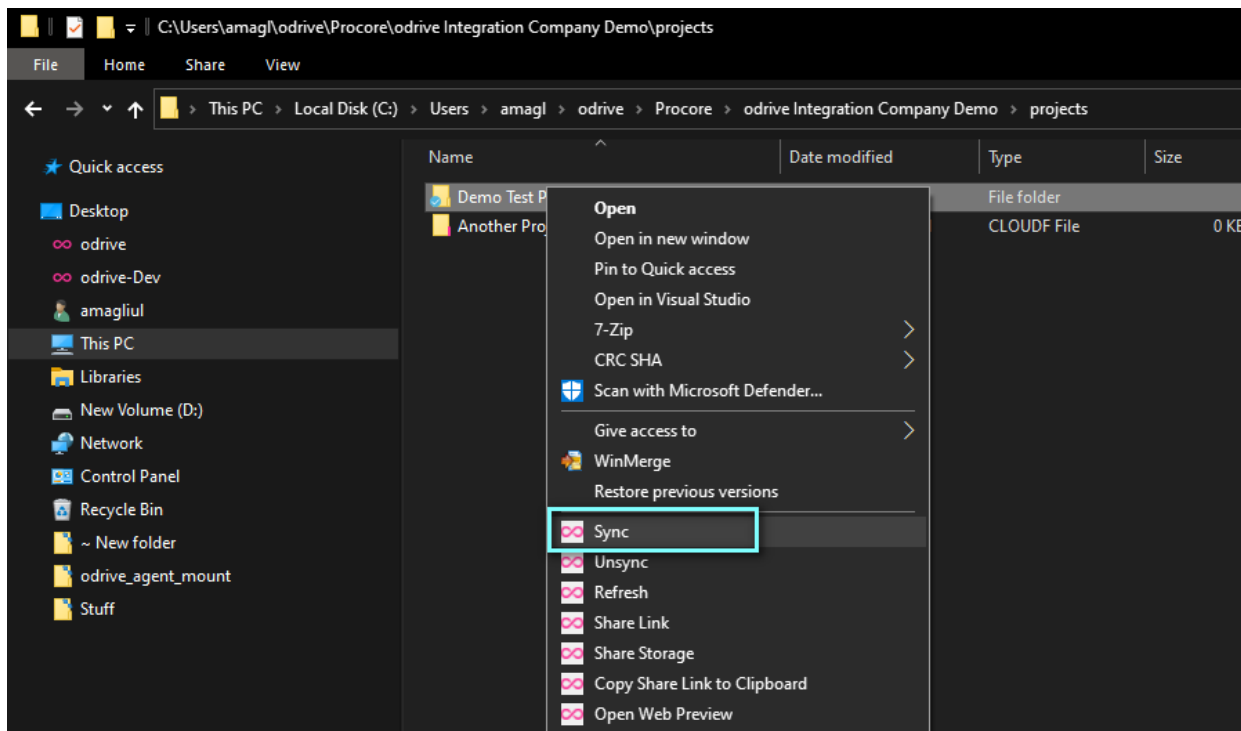 C:\Users\amagl\odrive\Procore\odrive Integration Company Demo\projects
File Home Share View
This PC > Local Disk (C:) > Users > amagl > odrive > Procore > odrive Integration Company Demo > projects
Name Date modified Type Size
Quick access
Desktop
odrive
odrive-Dev
amagliul
This PC
Libraries
New Volume (D:)
Network
Control Panel
Recycle Bin
~ New folder
odrive_agent_mount
Stuff
Demo Test P File folder
Another Pro CLOUDF File 0 KB
Open
Open in new window
Pin to Quick access
Open in Visual Studio
7-Zip
CRC SHA
Scan with Microsoft Defender...
Give access to
WinMerge
Restore previous versions
Sync
Unsync
Refresh
Share Link
Share Storage
Copy Share Link to Clipboard
Open Web Preview